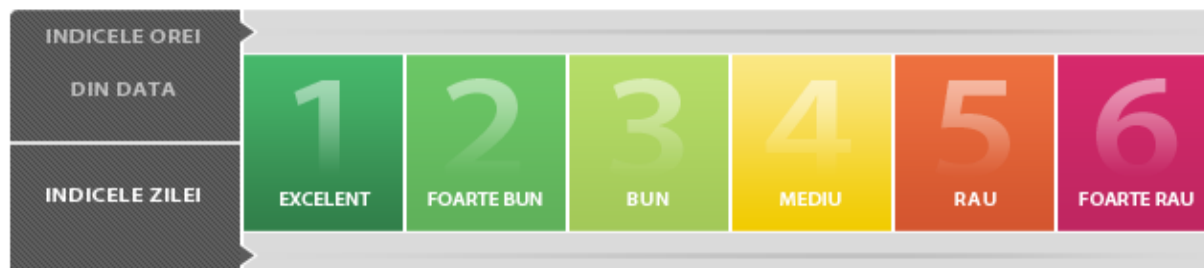 INDICELE OREI
DIN DATA
INDICELE ZILEI
1 2 3 4 5 6
EXCELENT FOARTE BUN BUN MEDIU RAU FOARTE RAU